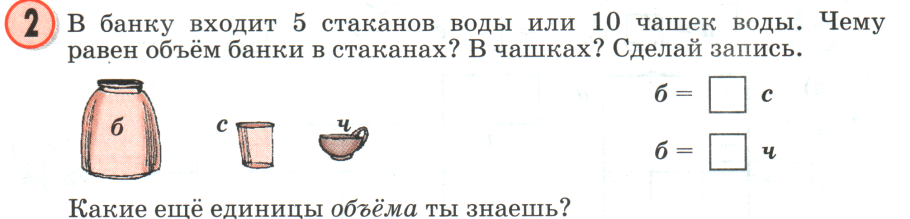 2 В банку входит 5 стаканов воды или 10 чашек воды. Чему
равен объём банки в стаканах? В чашках? Сделай запись.
б = с
б с ч
б = ч
Какие ещё единицы объёма ты знаешь?